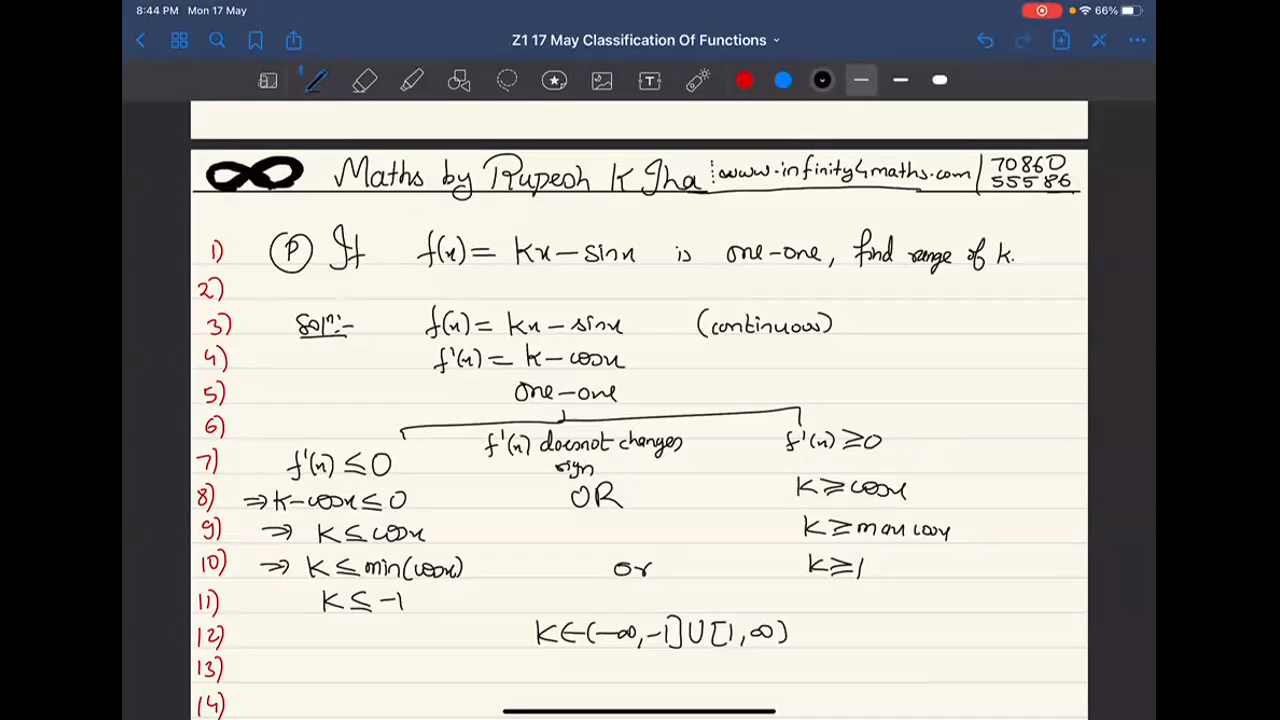 8:44 PM Mon 17 May
66%
Z1 17 May Classification Of Functions
Maths by Rupesh K Jha www.infinity4maths.com 70860 55586
1) (P) If f(x) = kx - sinx is one-one, find range of k.
2)
3) Soln:- f(x) = kx - sinx (continuous)
4) f'(x) = k - cosx
5) one-one
6) f'(x) doesnot changes sign f'(x) ≥ 0
7) f'(x) ≤ 0
8) ⇒ k - cosx ≤ 0 OR k ≥ cosx
9) ⇒ k ≤ cosx k ≥ max cosx
10) ⇒ k ≤ min(cosx) or k ≥ 1
11) k ≤ -1
12) k ∈ (-∞, -1] ∪ [1, ∞)
13)
14)